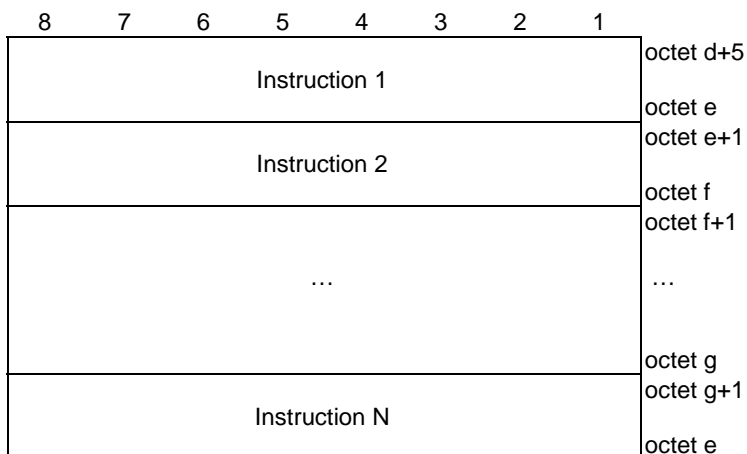 8 7 6 5 4 3 2 1
octet d+5
Instruction 1
octet e
octet e+1
Instruction 2
octet f
octet f+1
… …
octet g
octet g+1
Instruction N
octet e